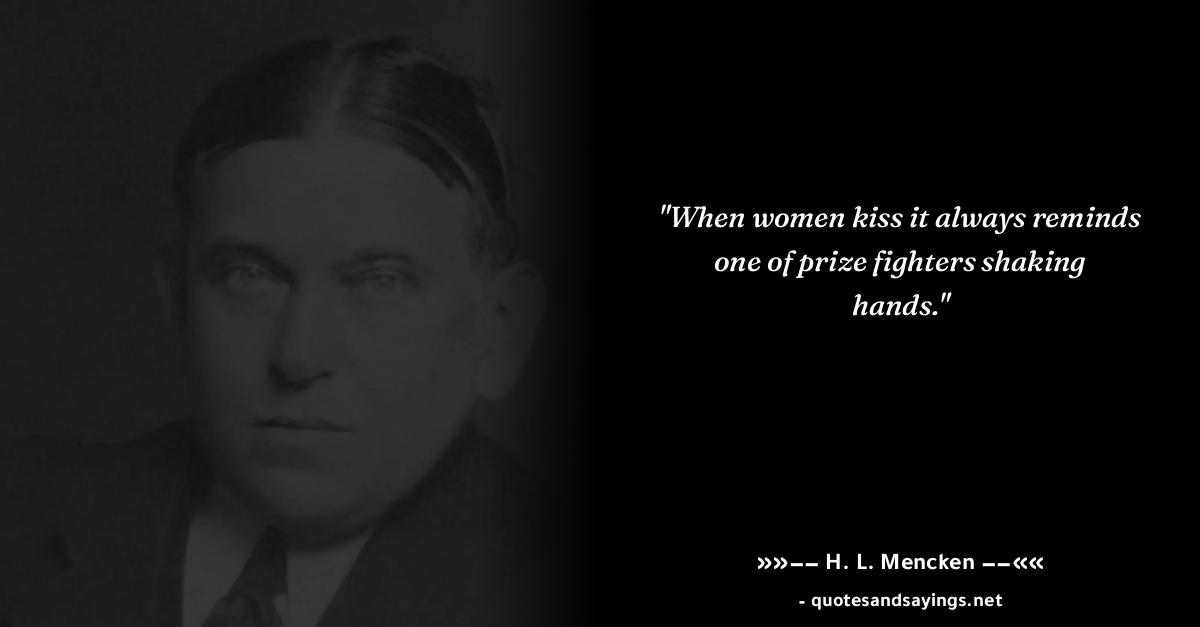 "When women kiss it always reminds
one of prize fighters shaking
hands."
»»–– H. L. Mencken ––««
- quotesandsayings.net